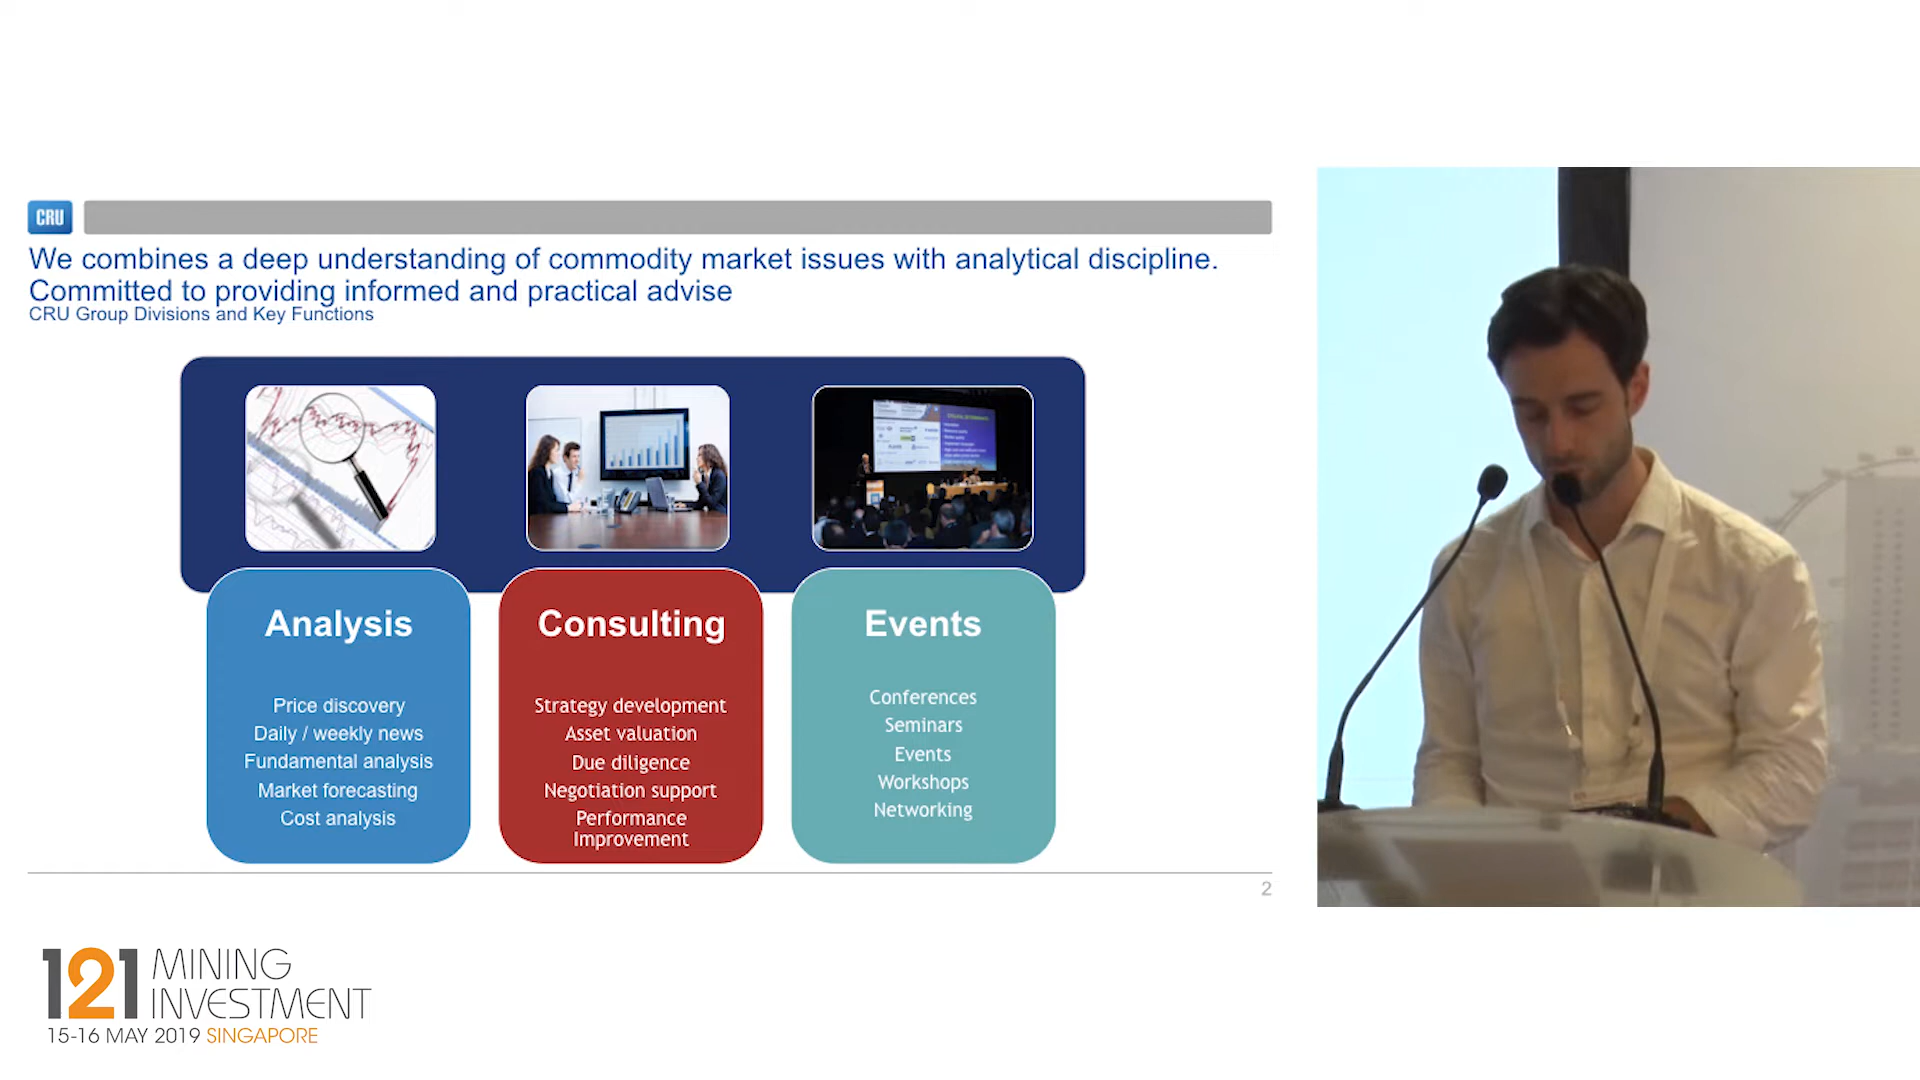 CRU
We combines a deep understanding of commodity market issues with analytical discipline.
Committed to providing informed and practical advise
CRU Group Divisions and Key Functions
Analysis
Price discovery
Daily / weekly news
Fundamental analysis
Market forecasting
Cost analysis
Consulting
Strategy development
Asset valuation
Due diligence
Negotiation support
Performance
Improvement
Events
Conferences
Seminars
Events
Workshops
Networking
2
121 MINING
INVESTMENT
15-16 MAY 2019 SINGAPORE